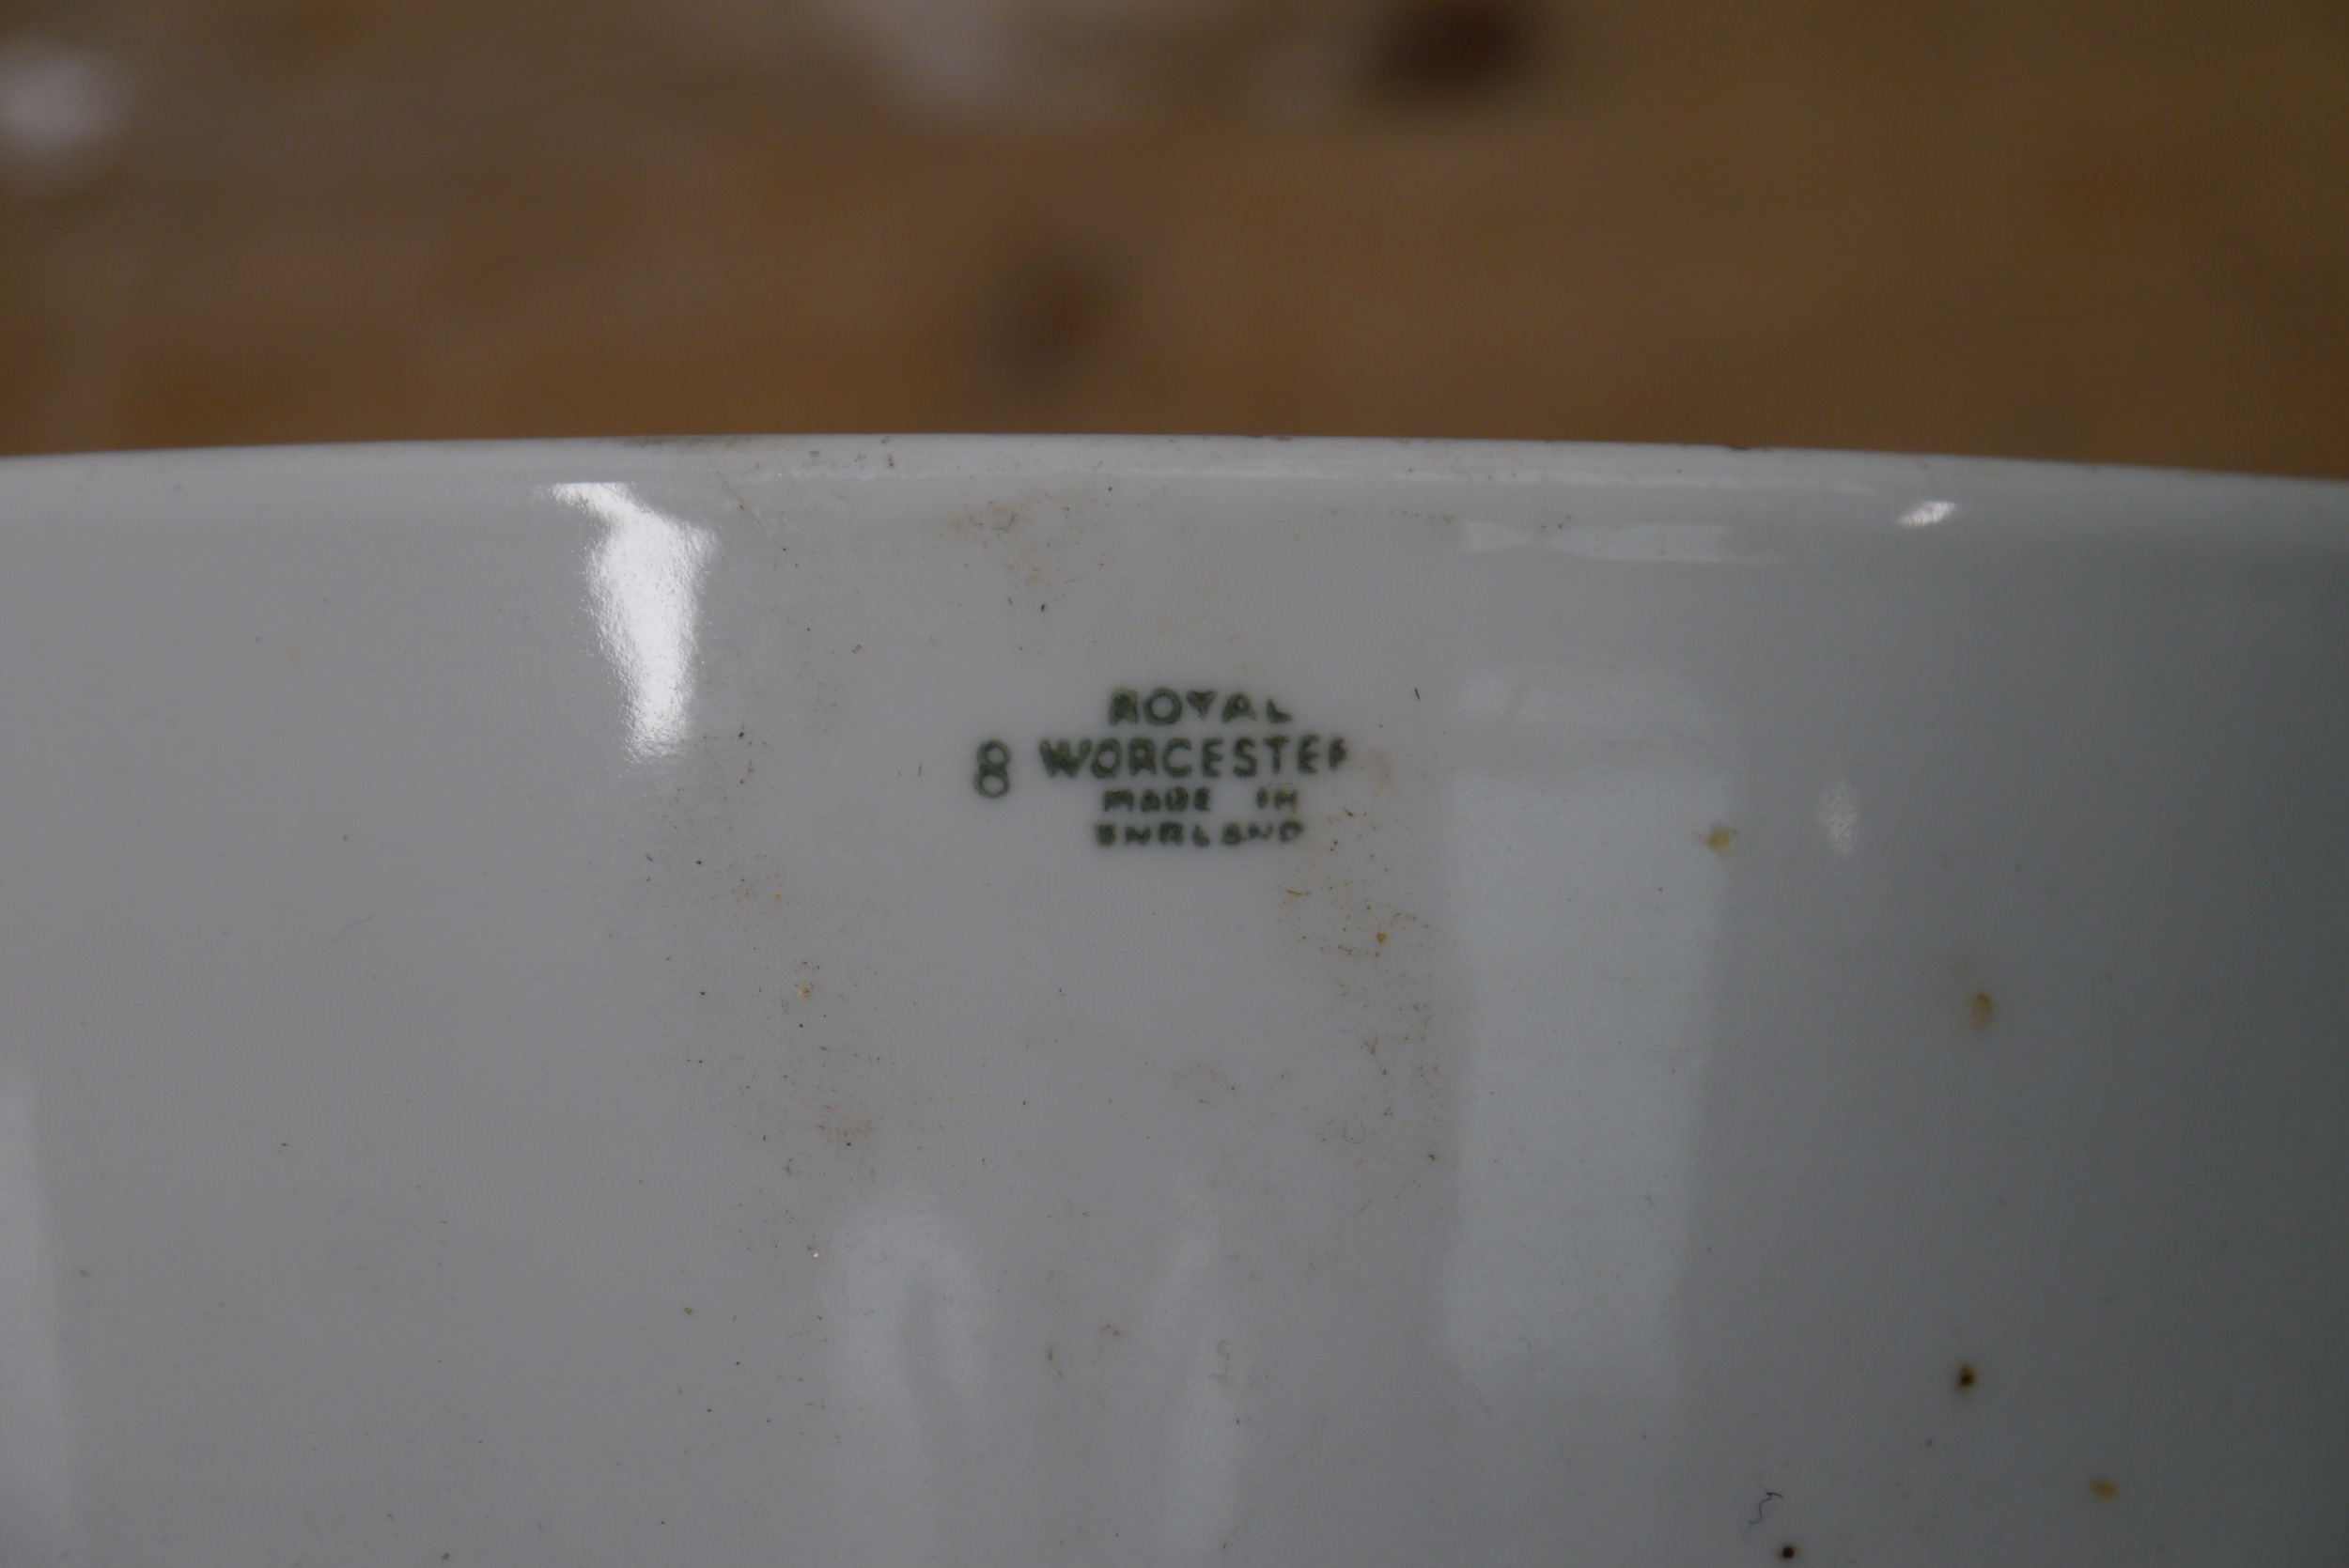 ROYAL
8 WORCESTER
MADE IN
ENGLAND